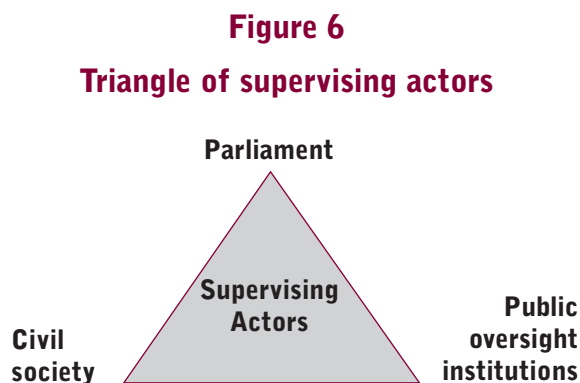 Figure 6
Triangle of supervising actors
Parliament
Supervising
Actors
Civil
society
Public
oversight
institutions